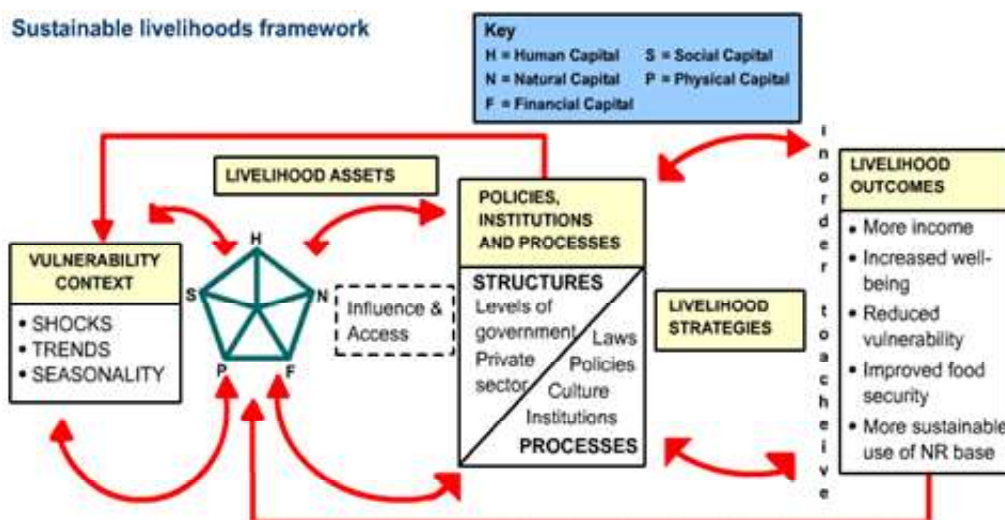 Sustainable livelihoods framework
Key
H = Human Capital S = Social Capital
N = Natural Capital P = Physical Capital
F = Financial Capital
LIVELIHOOD ASSETS
H
S
N
P
F
VULNERABILITY
CONTEXT
• SHOCKS
• TRENDS
• SEASONALITY
Influence &
Access
POLICIES,
INSTITUTIONS
AND PROCESSES
STRUCTURES
Levels of
government
Private
sector
Laws
Policies
Culture
Institutions
PROCESSES
LIVELIHOOD
STRATEGIES
inorder toacheive
LIVELIHOOD
OUTCOMES
• More income
• Increased well-
being
• Reduced
vulnerability
• Improved food
security
• More sustainable
use of NR base